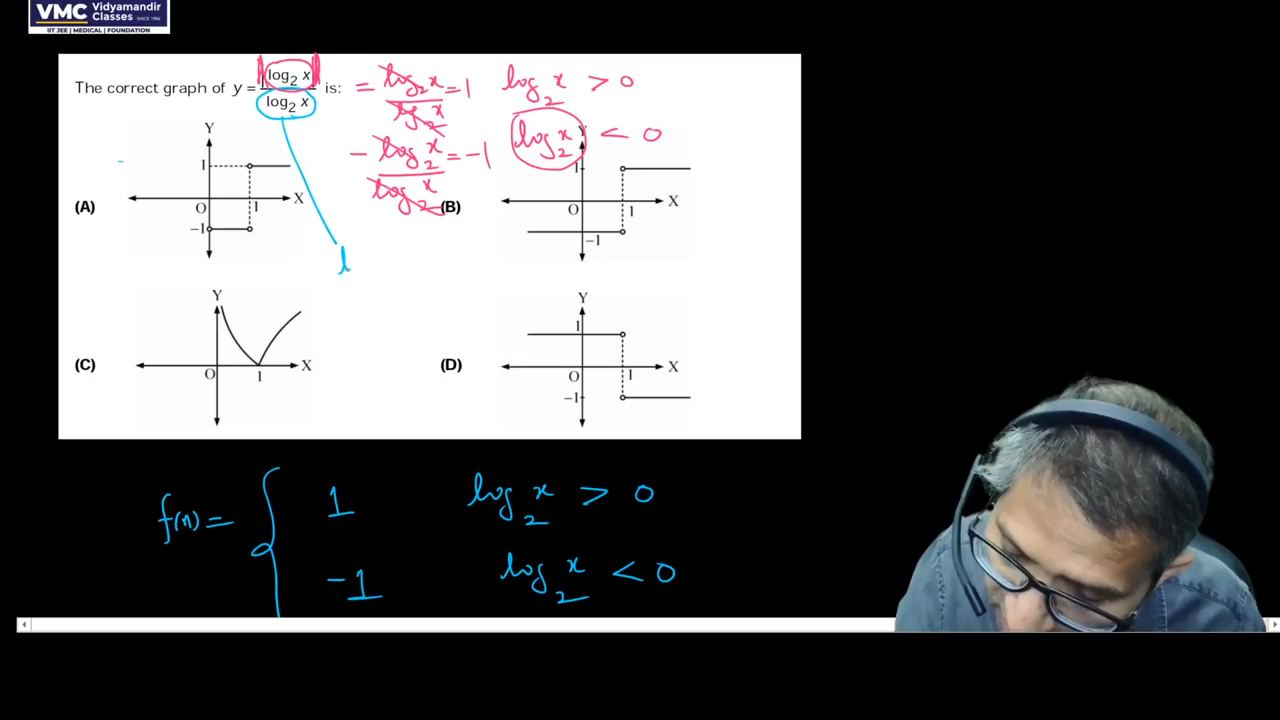 VMC Vidyamandir Classes SINCE 1986
IIT JEE | MEDICAL | FOUNDATION
The correct graph of y = |log₂ x| / log₂ x is:
= log₂ x / log₂ x = 1 log₂ x > 0
- log₂ x / log₂ x = -1 log₂ x < 0
(A) Y 1 O 1 X -1
(B) Y 1 O 1 X -1
l
(C) Y O 1 X
(D) Y 1 O 1 X -1
f(x) = { 1 log₂ x > 0
-1 log₂ x < 0